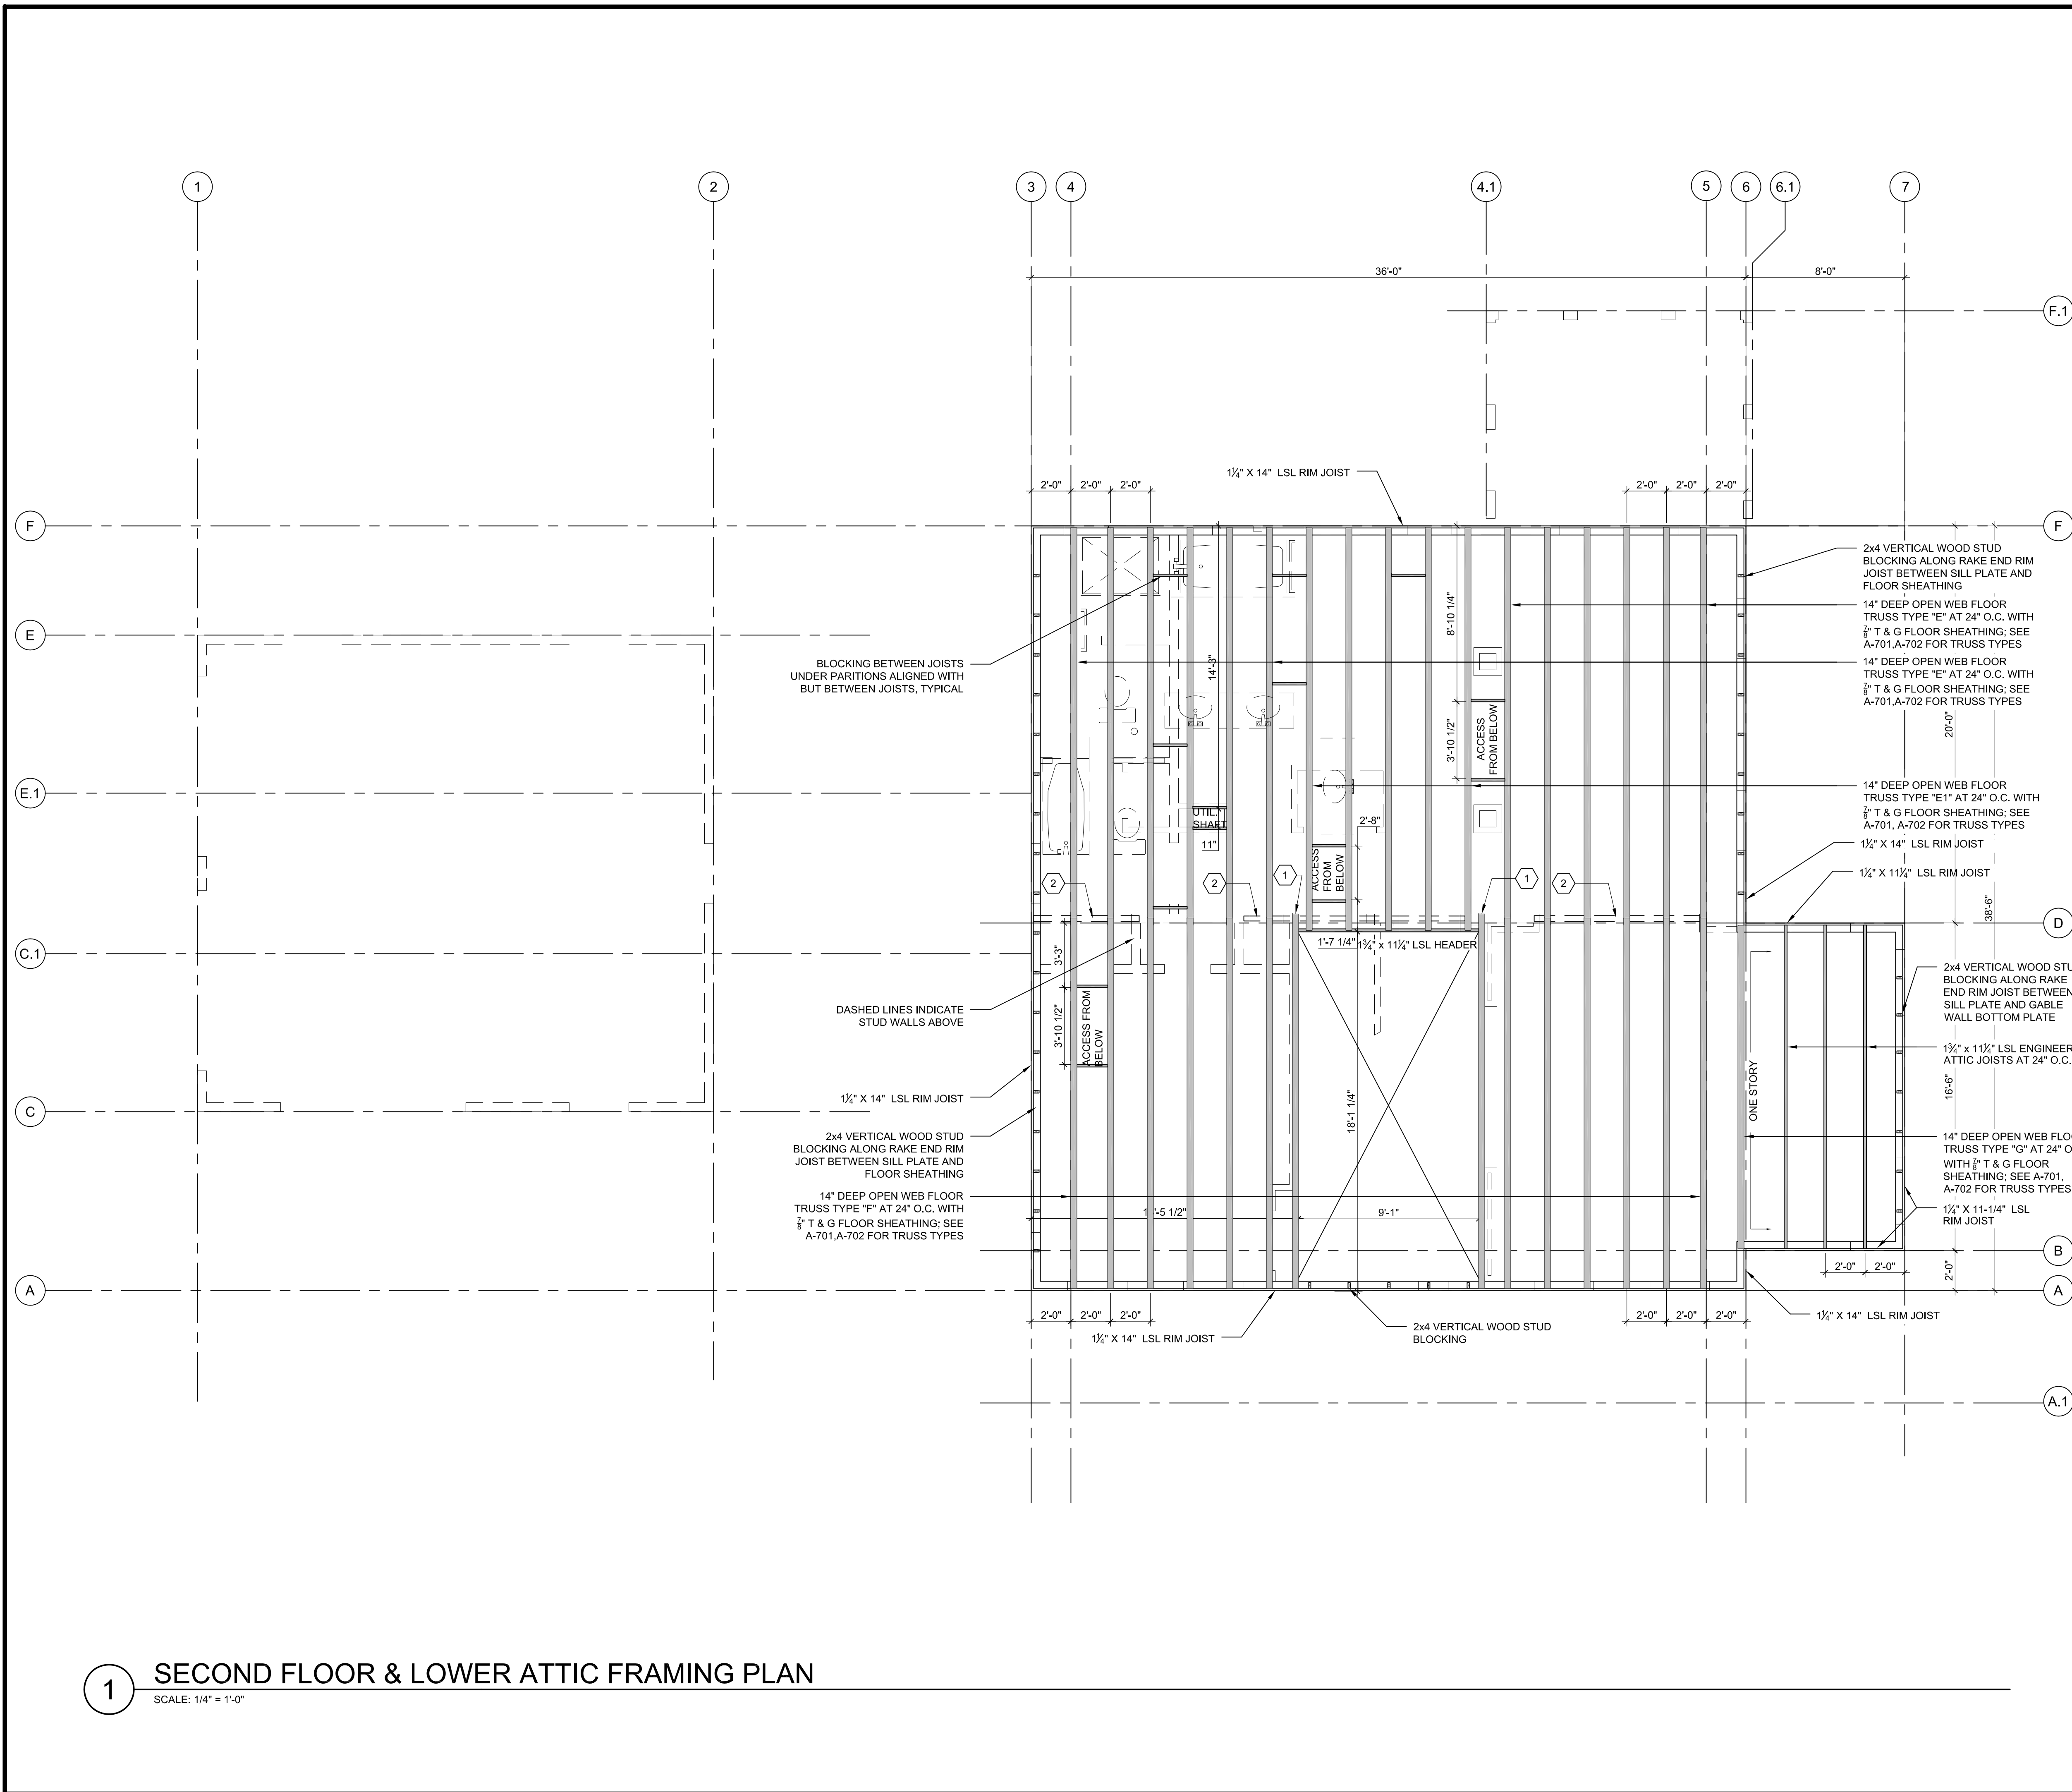 1
2
3
4
4.1
5
6
6.1
7
36'-0"
8'-0"
F.1
1¼" X 14" LSL RIM JOIST
2'-0"
2'-0"
2'-0"
2'-0"
2'-0"
2'-0"
F
F
2x4 VERTICAL WOOD STUD
BLOCKING ALONG RAKE END RIM
JOIST BETWEEN SILL PLATE AND
FLOOR SHEATHING
14" DEEP OPEN WEB FLOOR
TRUSS TYPE "E" AT 24" O.C. WITH
⅞" T & G FLOOR SHEATHING; SEE
A-701,A-702 FOR TRUSS TYPES
8'-10 1/4"
E
BLOCKING BETWEEN JOISTS
UNDER PARITIONS ALIGNED WITH
BUT BETWEEN JOISTS, TYPICAL
14'-3"
14" DEEP OPEN WEB FLOOR
TRUSS TYPE "E" AT 24" O.C. WITH
⅞" T & G FLOOR SHEATHING; SEE
A-701,A-702 FOR TRUSS TYPES
20'-0"
3'-10 1/2"
ACCESS
FROM BELOW
E.1
14" DEEP OPEN WEB FLOOR
TRUSS TYPE "E1" AT 24" O.C. WITH
⅞" T & G FLOOR SHEATHING; SEE
A-701, A-702 FOR TRUSS TYPES
UTIL.
SHAFT
11"
2'-8"
1¼" X 14" LSL RIM JOIST
1¼" X 11¼" LSL RIM JOIST
ACCESS
FROM
BELOW
2
2
1
1
2
38'-6"
D
C.1
3'-3"
1'-7 1/4"
1¾" x 11¼" LSL HEADER
2x4 VERTICAL WOOD
BLOCKING ALONG RAKE
END RIM JOIST BETWEEN
SILL PLATE AND GABLE
WALL BOTTOM PLATE
DASHED LINES INDICATE
STUD WALLS ABOVE
3'-10 1/2"
ACCESS FROM
BELOW
1¾" x 11¼" LSL
ATTIC JOISTS AT 24" O.C.
16'-6"
ONE STORY
1¼" X 14" LSL RIM JOIST
C
18'-1 1/4"
2x4 VERTICAL WOOD STUD
BLOCKING ALONG RAKE END RIM
JOIST BETWEEN SILL PLATE AND
FLOOR SHEATHING
14" DEEP OPEN WEB
TRUSS TYPE "G" AT 24"
WITH ⅞" T & G FLOOR
SHEATHING; SEE A-701,
A-702 FOR TRUSS TYPES
14" DEEP OPEN WEB FLOOR
TRUSS TYPE "F" AT 24" O.C. WITH
⅞" T & G FLOOR SHEATHING; SEE
A-701,A-702 FOR TRUSS TYPES
9'-1"
1¼" X 11-1/4" LSL
RIM JOIST
B
2'-0"
2'-0"
2'-0"
A
A
2'-0"
2'-0"
2'-0"
2'-0"
2'-0"
2'-0"
1¼" X 14" LSL RIM JOIST
1¼" X 14" LSL RIM JOIST
2x4 VERTICAL WOOD STUD
BLOCKING
A.1
1
SECOND FLOOR & LOWER ATTIC FRAMING PLAN
SCALE: 1/4" = 1'-0"